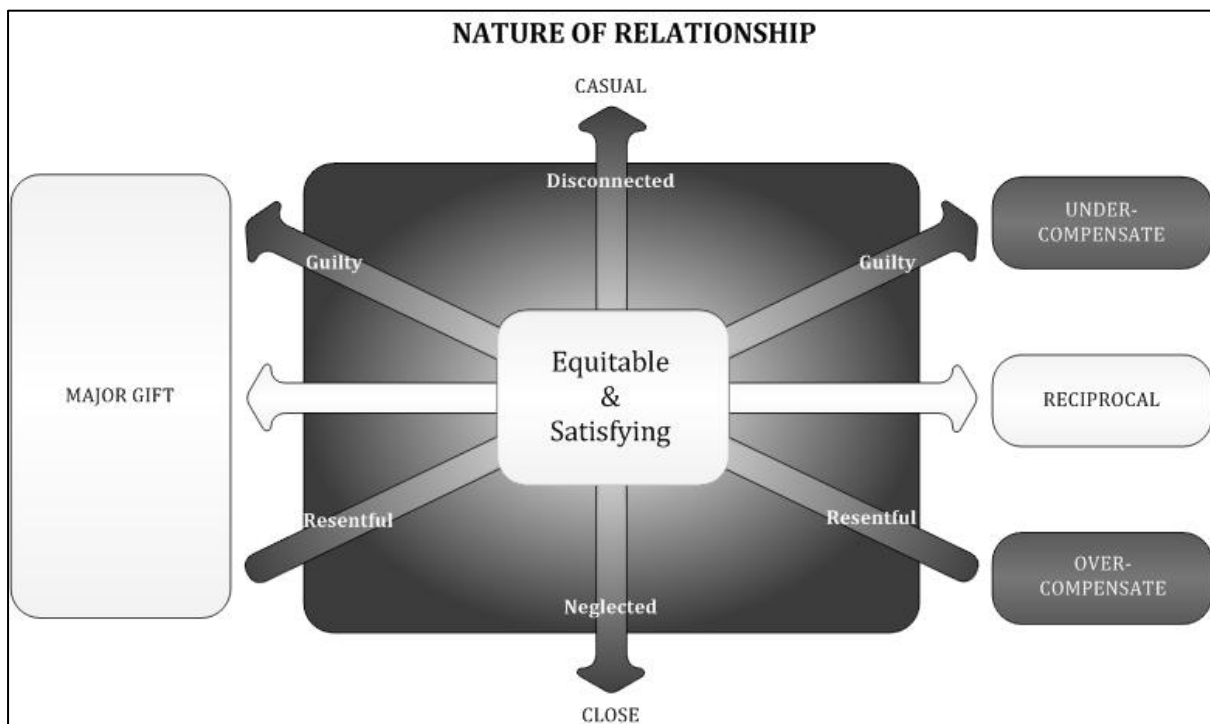 NATURE OF RELATIONSHIP
CASUAL
Disconnected
UNDER-
COMPENSATE
Guilty
Guilty
Equitable
&
Satisfying
MAJOR GIFT
RECIPROCAL
Resentful
Resentful
OVER-
COMPENSATE
Neglected
CLOSE